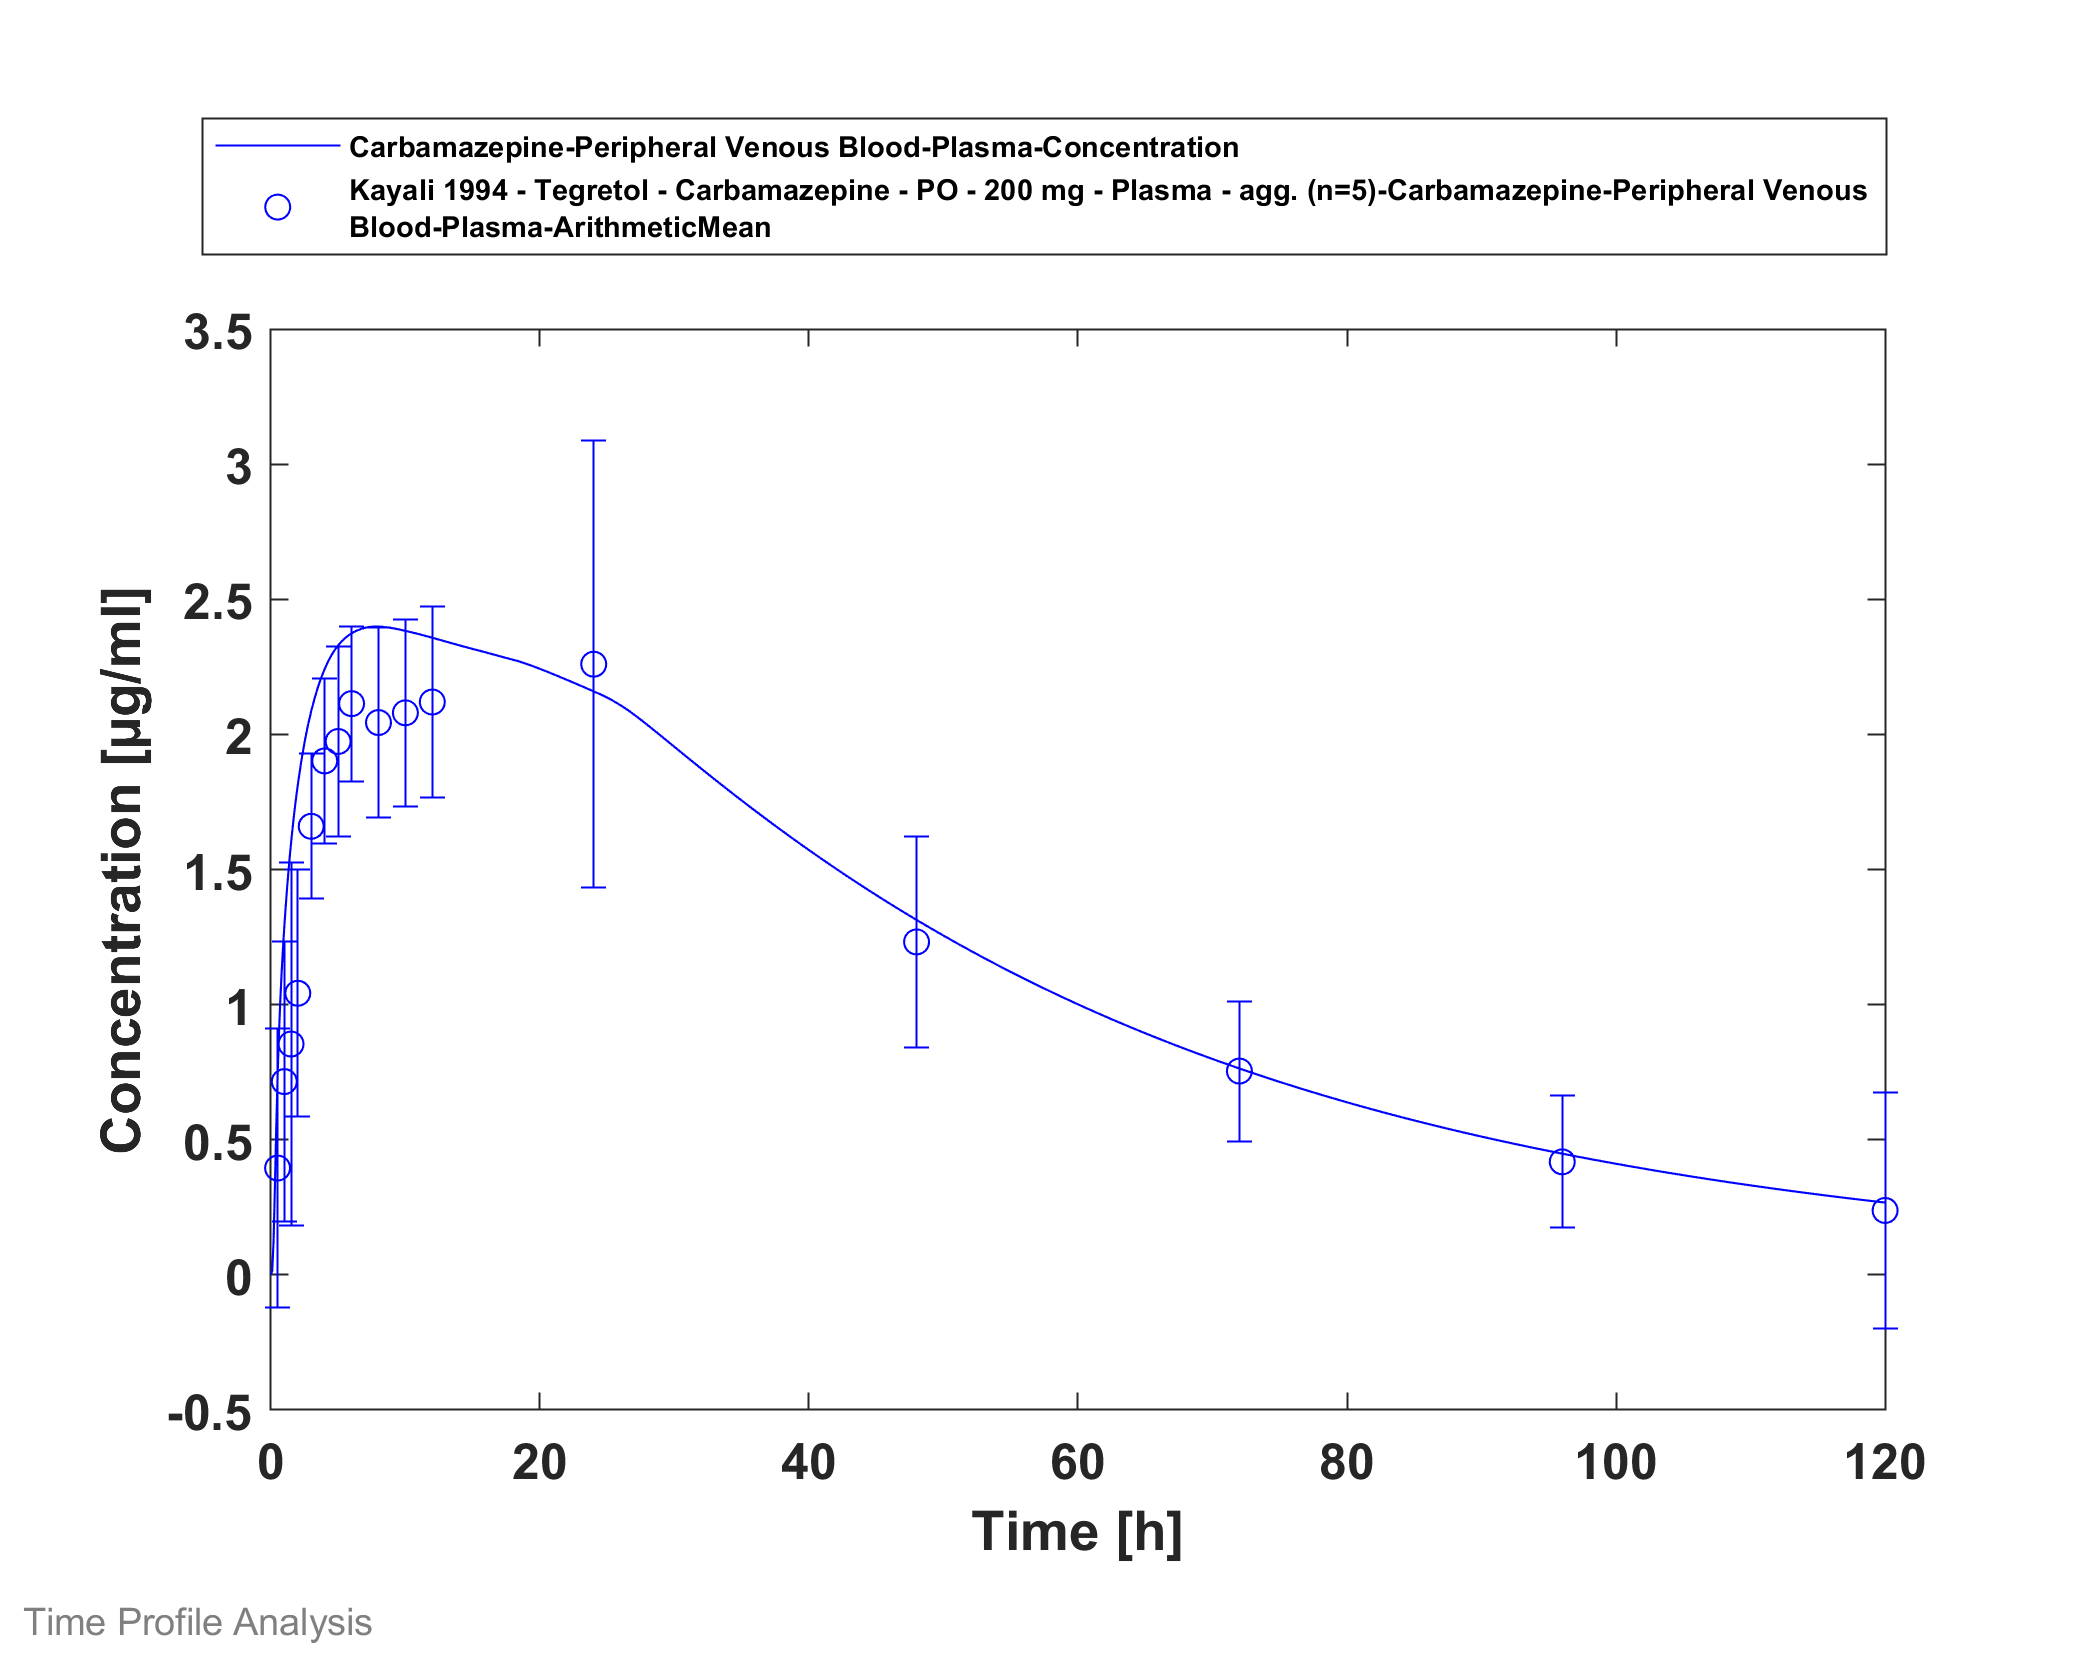 Carbamazepine-Peripheral Venous Blood-Plasma-Concentration
Kayali 1994 - Tegretol - Carbamazepine - PO - 200 mg - Plasma - agg. (n=5)-Carbamazepine-Peripheral Venous
Blood-Plasma-ArithmeticMean
3.5
3
2.5
2
1.5
1
0.5
0
-0.5
Concentration [µg/ml]
0 20 40 60 80 100 120
Time [h]
Time Profile Analysis